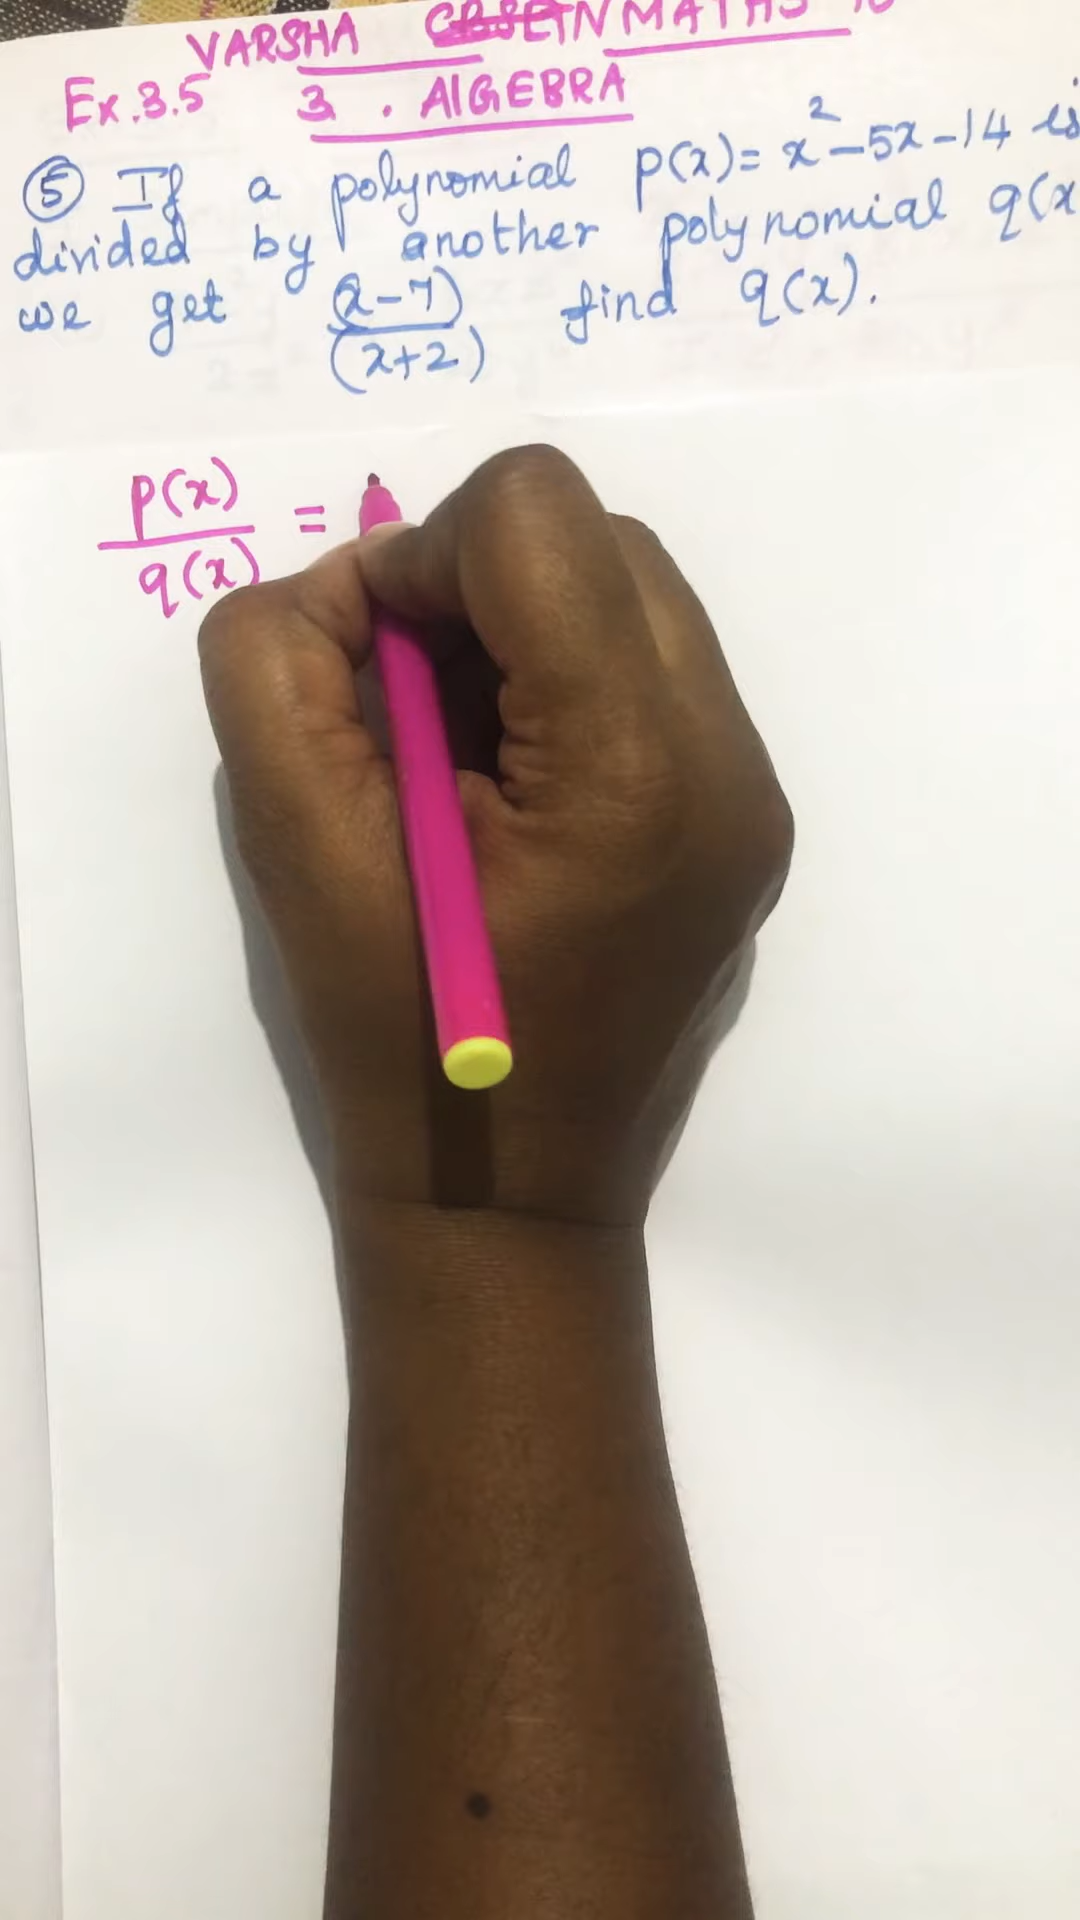 VARSHA IN MATHS
Ex.3.5 3. AlGEBRA
⑤ If a polynomial p(x)= x²-5x-14 is
divided by another polynomial q(x
we get (x-7)/(x+2) find q(x).
p(x)/q(x) =